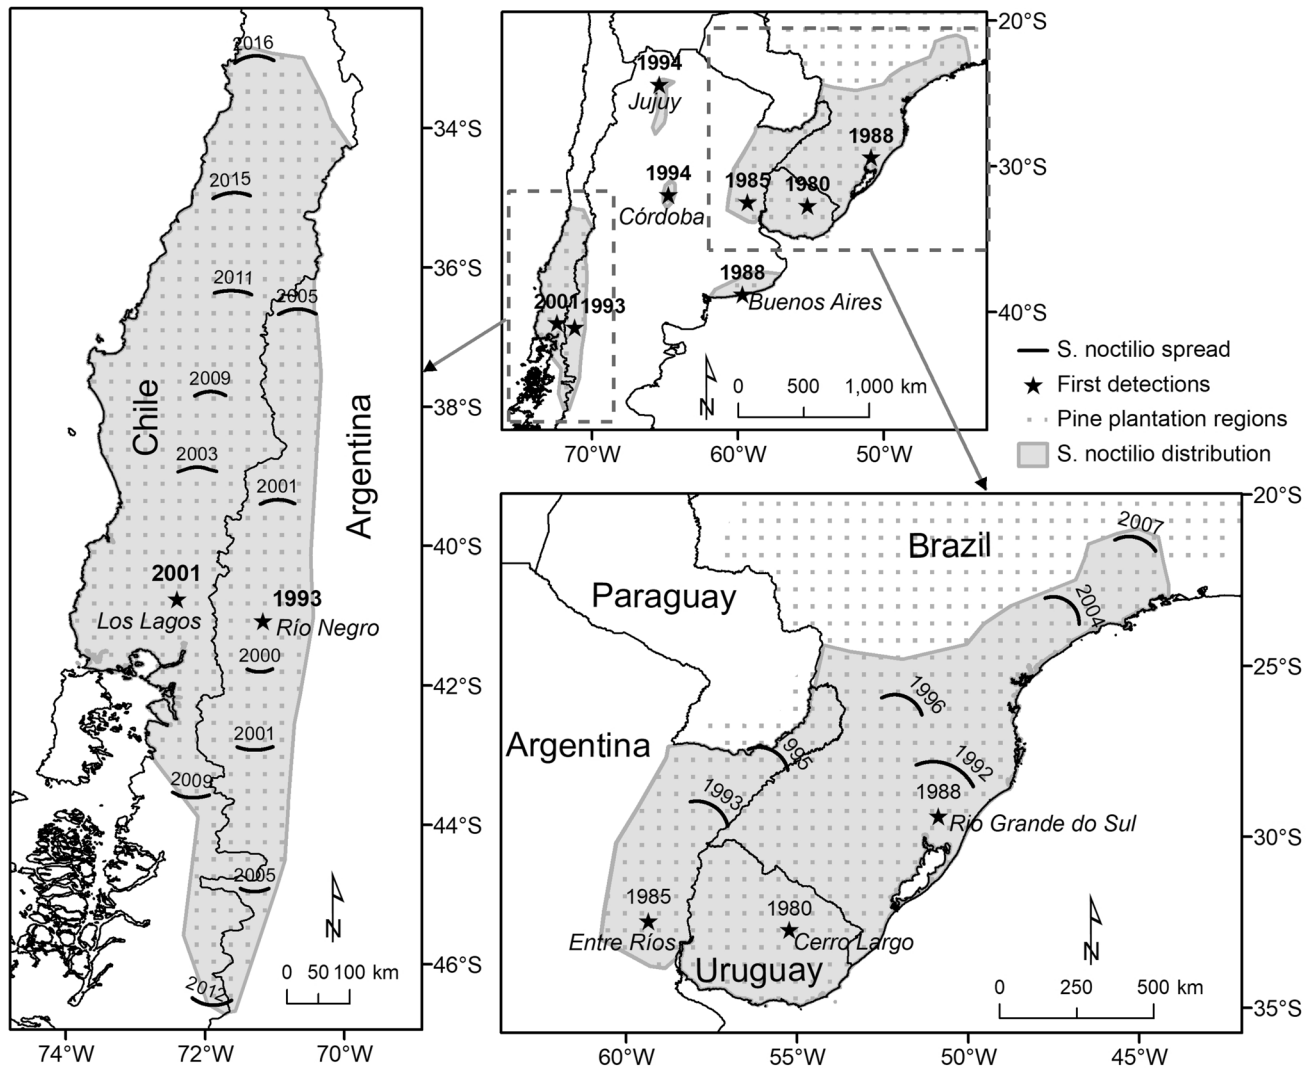 2016
2015
2011
2005
2009
2003
2001
2001
Los Lagos
1993
Río Negro
2000
2001
2009
2005
2012
Chile
Argentina
N
0 50 100 km
34°S
36°S
38°S
40°S
42°S
44°S
46°S
74°W 72°W 70°W
1994
Jujuy
1994
Córdoba
1988
1985
1980
1988
Buenos Aires
2001
1993
N
0 500 1,000 km
20°S
30°S
40°S
70°W 60°W 50°W
S. noctilio spread
First detections
Pine plantation regions
S. noctilio distribution
Brazil
Paraguay
Argentina
Uruguay
2007
2004
1996
1995
1992
1993
1988
Rio Grande do Sul
1985
Entre Ríos
1980
Cerro Largo
N
0 250 500 km
20°S
25°S
30°S
35°S
60°W 55°W 50°W 45°W